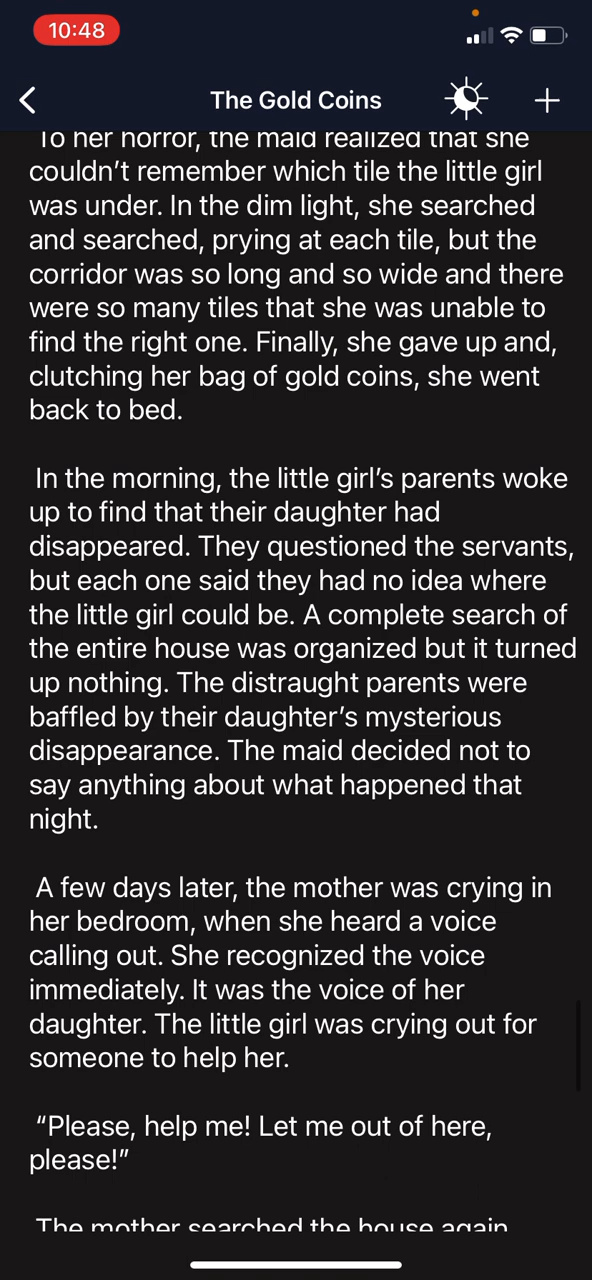 10:48
The Gold Coins
To her horror, the maid realized that she
couldn’t remember which tile the little girl
was under. In the dim light, she searched
and searched, prying at each tile, but the
corridor was so long and so wide and there
were so many tiles that she was unable to
find the right one. Finally, she gave up and,
clutching her bag of gold coins, she went
back to bed.
In the morning, the little girl’s parents woke
up to find that their daughter had
disappeared. They questioned the servants,
but each one said they had no idea where
the little girl could be. A complete search of
the entire house was organized but it turned
up nothing. The distraught parents were
baffled by their daughter’s mysterious
disappearance. The maid decided not to
say anything about what happened that
night.
A few days later, the mother was crying in
her bedroom, when she heard a voice
calling out. She recognized the voice
immediately. It was the voice of her
daughter. The little girl was crying out for
someone to help her.
“Please, help me! Let me out of here,
please!”
The mother searched the house again